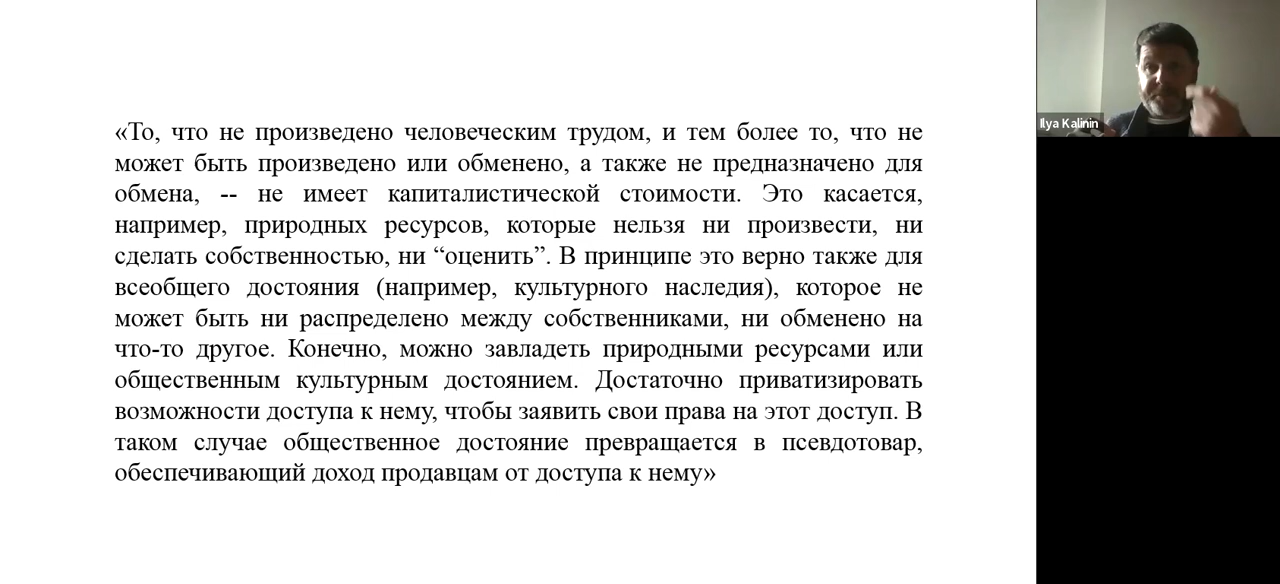 «То, что не произведено человеческим трудом, и тем более то, что не
может быть произведено или обменено, а также не предназначено для
обмена, -- не имеет капиталистической стоимости. Это касается,
например, природных ресурсов, которые нельзя ни произвести, ни
сделать собственностью, ни “оценить”. В принципе это верно также для
всеобщего достояния (например, культурного наследия), которое не
может быть ни распределено между собственниками, ни обменено на
что-то другое. Конечно, можно завладеть природными ресурсами или
общественным культурным достоянием. Достаточно приватизировать
возможности доступа к нему, чтобы заявить свои права на этот доступ. В
таком случае общественное достояние превращается в псевдотовар,
обеспечивающий доход продавцам от доступа к нему»
Ilya Kalinin